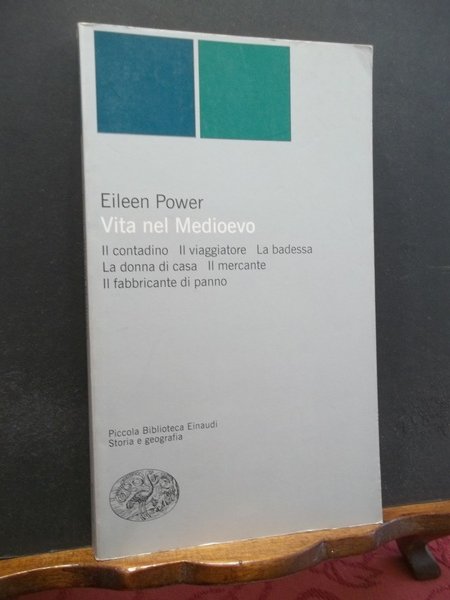 Eileen Power
Vita nel Medioevo
Il contadino Il viaggiatore La badessa
La donna di casa Il mercante
Il fabbricante di panno
Piccola Biblioteca Einaudi
Storia e geografia